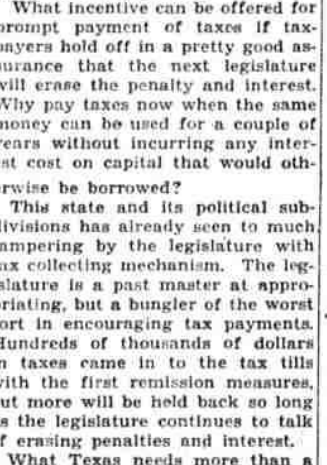 What incentive can be offered for
prompt payment of taxes if tax-
payers hold off in a pretty good as-
surance that the next legislature
will erase the penalty and interest.
Why pay taxes now when the same
money can be used for a couple of
years without incurring any inter-
est cost on capital that would oth-
erwise be borrowed?
This state and its political sub-
divisions has already seen to much
tampering by the legislature with
tax collecting mechanism. The leg-
islature is a past master at appro-
priating, but a bungler of the worst
sort in encouraging tax payments.
Hundreds of thousands of dollars
in taxes came in to the tax tills
with the first remission measures,
but more will be held back so long
as the legislature continues to talk
of erasing penalties and interest.
What Texas needs more than a